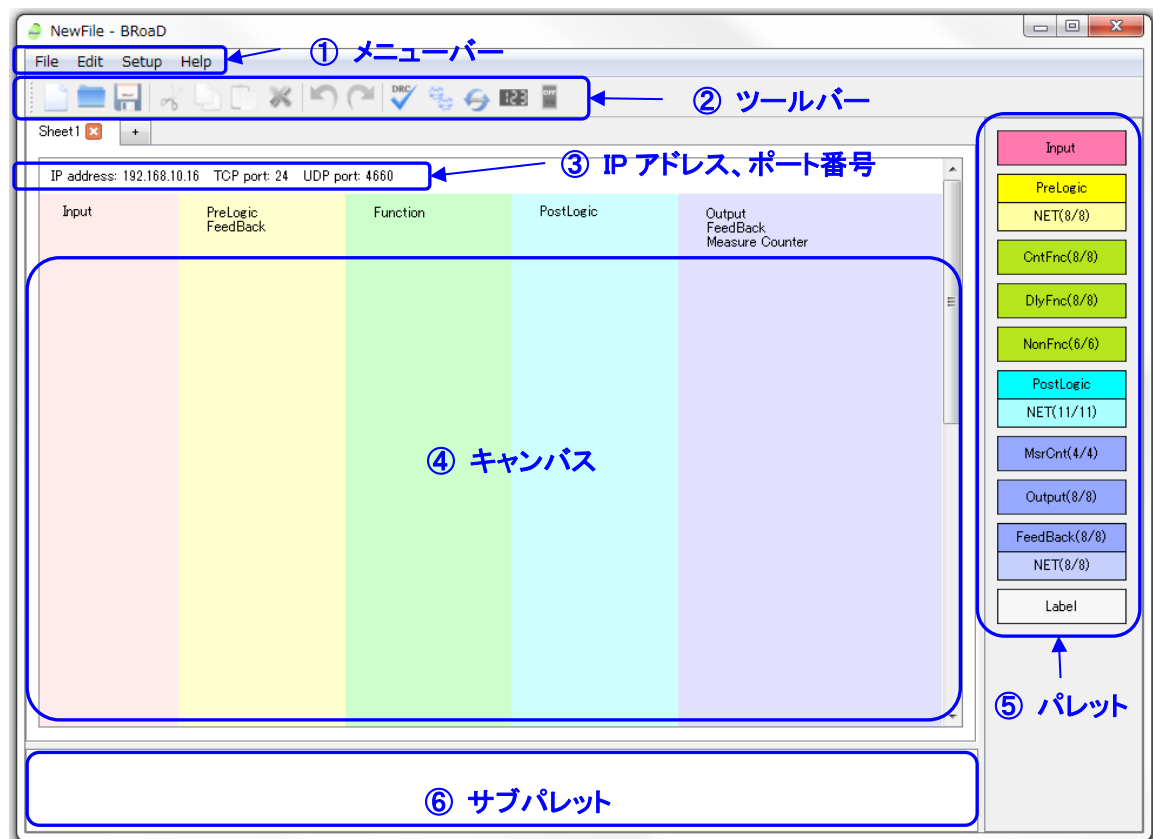 NewFile - BRoaD
File Edit Setup Help
① メニューバー
DRC
123
OFF
② ツールバー
Sheet1
+
③ IP アドレス、ポート番号
IP address: 192.168.10.16 TCP port: 24 UDP port: 4660
Input
PreLogic
FeedBack
Function
PostLogic
Output
FeedBack
Measure Counter
④ キャンバス
Input
PreLogic
NET(8/8)
CntFnc(8/8)
DlyFnc(8/8)
NonFnc(6/6)
PostLogic
NET(11/11)
MsrCnt(4/4)
Output(8/8)
FeedBack(8/8)
NET(8/8)
Label
⑤ パレット
⑥ サブパレット